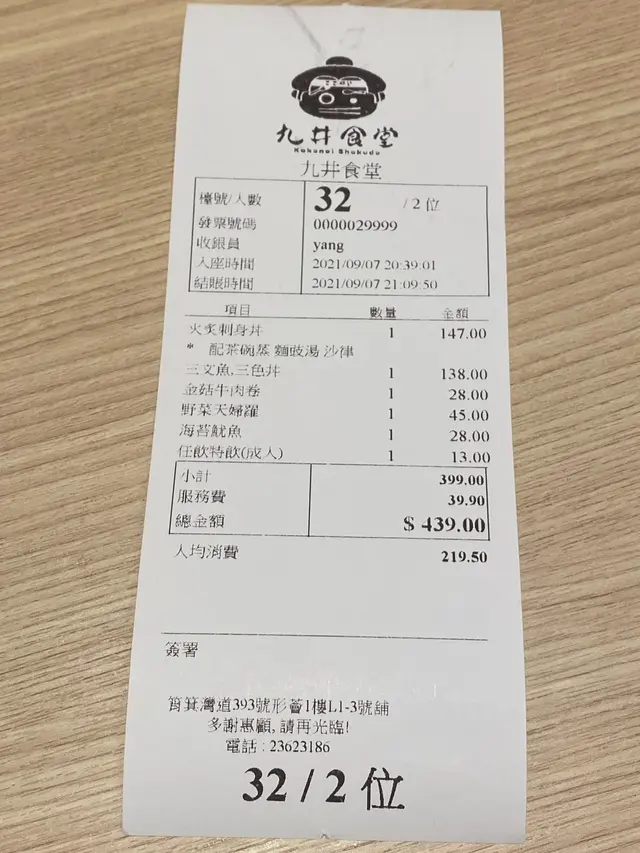 九井食堂
Kokonoi Shokudo
九井食堂
檯號/人數 32 / 2 位
發票號碼 0000029999
收銀員 yang
入座時間 2021/09/07 20:39:01
結賬時間 2021/09/07 21:09:50
項目 數量 金額
火炙刺身丼 1 147.00
* 配茶碗蒸 麵豉湯 沙律
三文魚,三色丼 1 138.00
金菇牛肉卷 1 28.00
野菜天婦羅 1 45.00
海苔魷魚 1 28.00
任飲特飲(成人) 1 13.00
小計 399.00
服務費 39.90
總金額 $ 439.00
人均消費 219.50
簽署
筲箕灣道393號形薈1樓L1-3號舖
多謝惠顧, 請再光臨!
電話 : 23623186
32 / 2 位